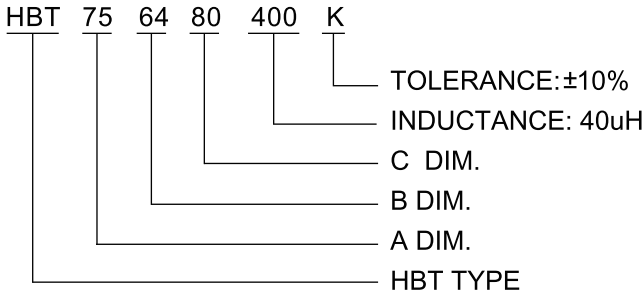 HBT 75 64 80 400 K
TOLERANCE:±10%
INDUCTANCE: 40uH
C DIM.
B DIM.
A DIM.
HBT TYPE